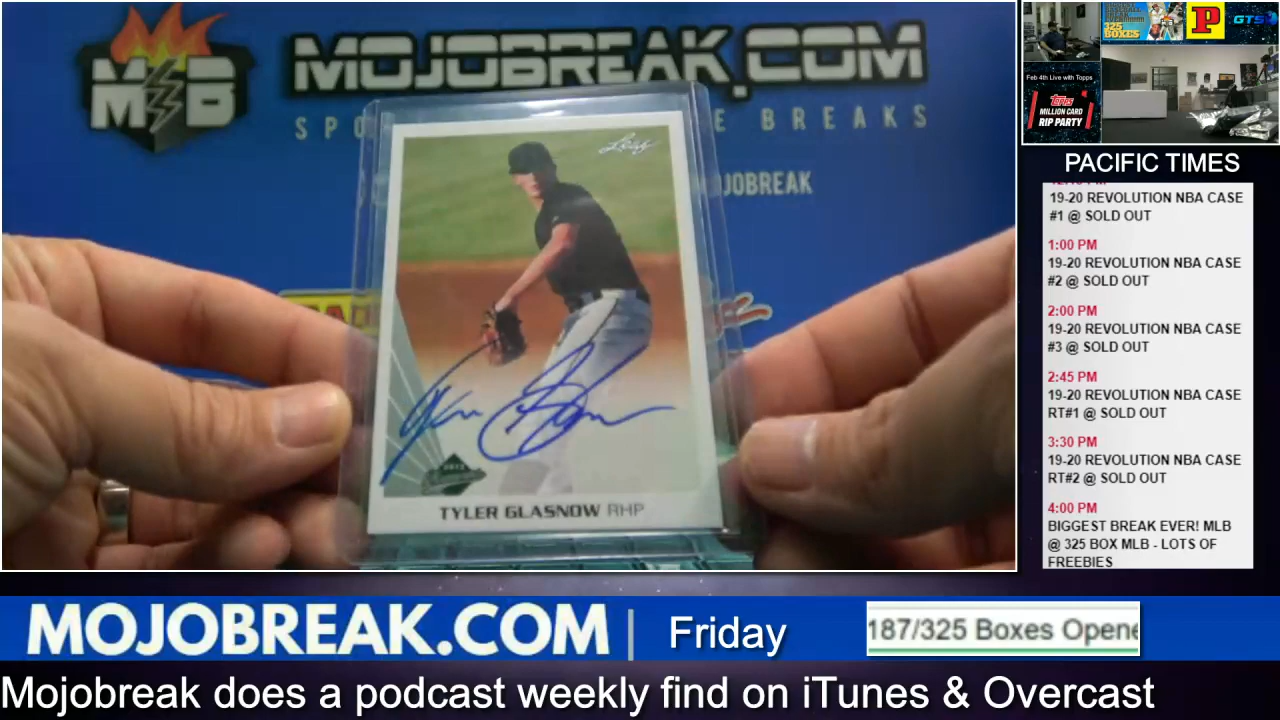 M B
MOJOBREAK.COM
SPO E BREAKS
OJOBREAK
Leaf
2013
TYLER GLASNOW RHP
325
BOXES
P
GTS
Feb 4th Live with Topps
Topps
MILLION CARD
RIP PARTY
PACIFIC TIMES
19-20 REVOLUTION NBA CASE
#1 @ SOLD OUT
1:00 PM
19-20 REVOLUTION NBA CASE
#2 @ SOLD OUT
2:00 PM
19-20 REVOLUTION NBA CASE
#3 @ SOLD OUT
2:45 PM
19-20 REVOLUTION NBA CASE
RT#1 @ SOLD OUT
3:30 PM
19-20 REVOLUTION NBA CASE
RT#2 @ SOLD OUT
4:00 PM
BIGGEST BREAK EVER! MLB
@ 325 BOX MLB - LOTS OF
FREEBIES
MOJOBREAK.COM | Friday
187/325 Boxes Opene
Mojobreak does a podcast weekly find on iTunes & Overcast